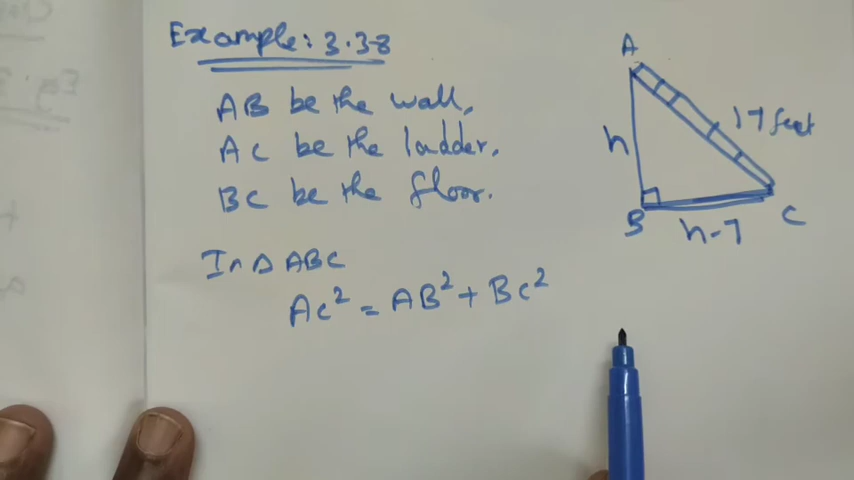 Example: 3.38
AB be the wall,
AC be the ladder,
BC be the floor.
In Δ ABC
AC² = AB² + BC²
A
17 feet
h
B
C
h-7